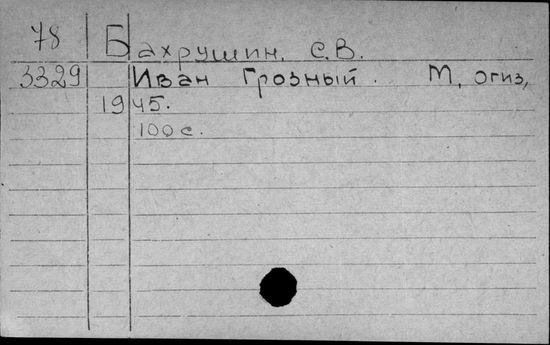 78 Бахрушин, С.В.
3329 Иван Грозный. М, огиз,
1945.
100 с.